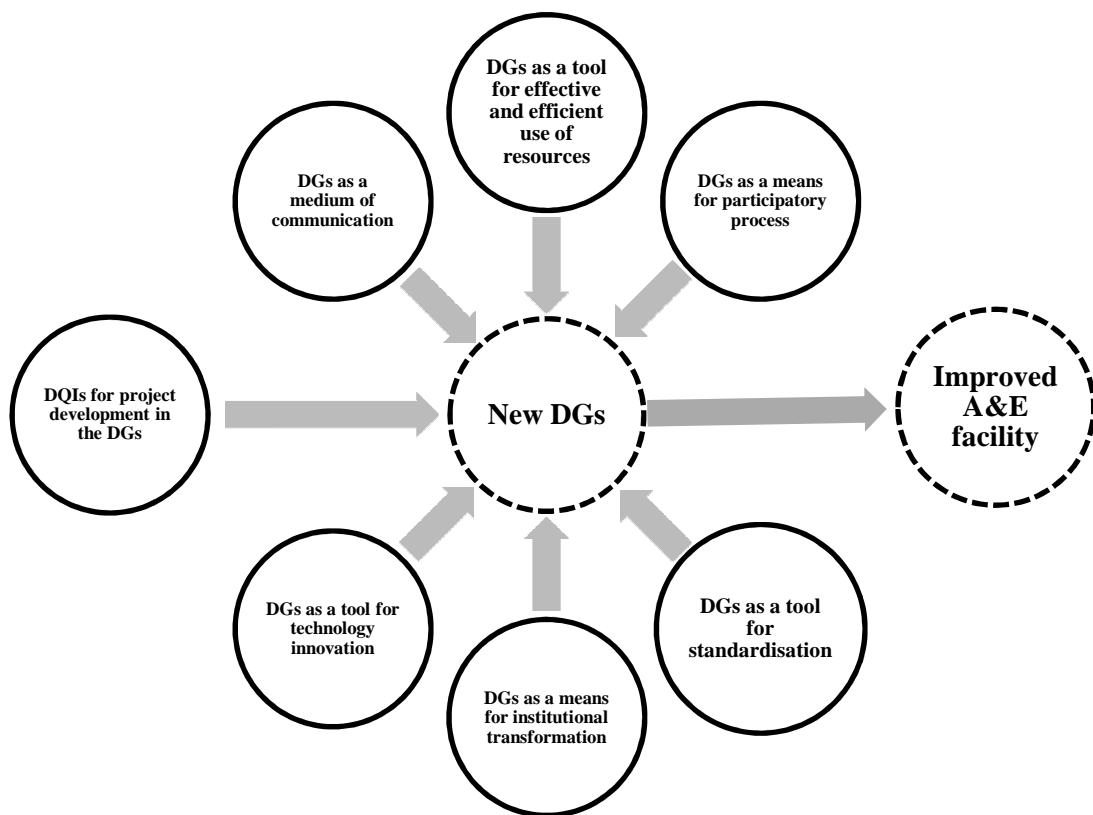 DGs as a tool
for effective
and efficient
use of
resources
DGs as a
medium of
communication
DGs as a means
for participatory
process
DQIs for project
development in
the DGs
New DGs
Improved
A&E
facility
DGs as a tool for
technology
innovation
DGs as a means
for institutional
transformation
DGs as a tool
for
standardisation